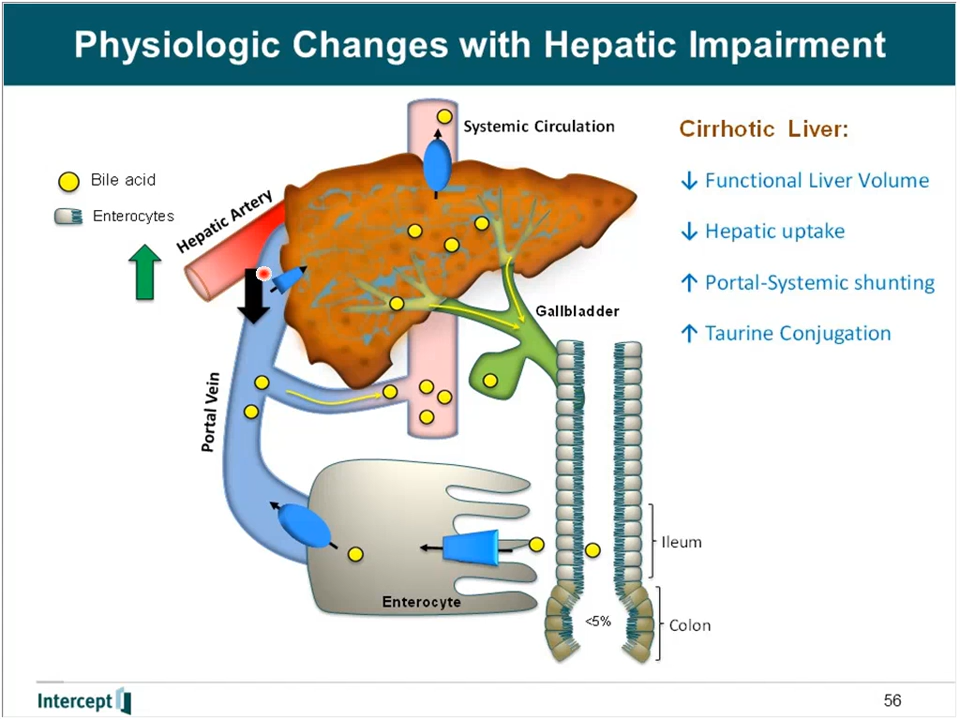 Physiologic Changes with Hepatic Impairment
Systemic Circulation
Cirrhotic Liver:
Bile acid
Enterocytes
Hepatic Artery
↓ Functional Liver Volume
↓ Hepatic uptake
↑ Portal-Systemic shunting
↑ Taurine Conjugation
Gallbladder
Portal Vein
Ileum
Enterocyte
<5%
Colon
Intercept
56